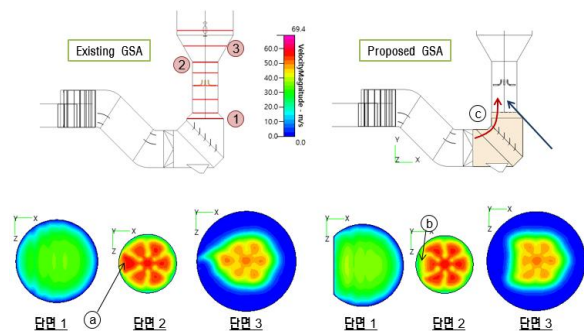 Existing GSA
3
2
1
69.4
60.0
50.0
40.0
30.0
20.0
10.0
0.0
VelocityMagnitude - m/s
Proposed GSA
c
Y
Z
X
Y
X
Z
Y
X
Z
Y
X
Z
Y
X
Z
b
Y
X
Z
Y
X
Z
단면 1
a
단면 2
단면 3
단면 1
단면 2
단면 3